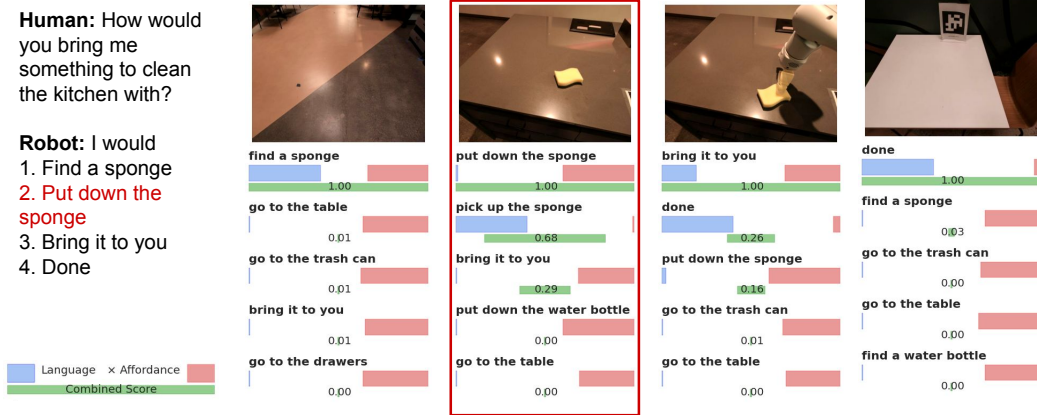 Human: How would
you bring me
something to clean
the kitchen with?
Robot: I would
1. Find a sponge
2. Put down the
sponge
3. Bring it to you
4. Done
Language × Affordance
Combined Score
find a sponge
1.00
go to the table
0.01
go to the trash can
0.01
bring it to you
0.01
go to the drawers
0.00
put down the sponge
1.00
pick up the sponge
0.68
bring it to you
0.29
put down the water bottle
0.00
go to the table
0.00
bring it to you
1.00
done
0.26
put down the sponge
0.16
go to the trash can
0.01
go to the table
0.00
done
1.00
find a sponge
0.03
go to the trash can
0.00
go to the table
0.00
find a water bottle
0.00